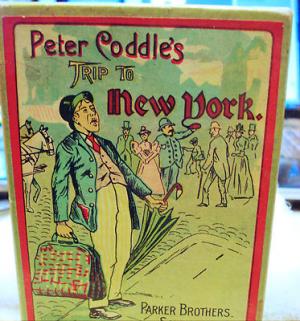 Peter Coddle's
TRIP TO
New York.
PARKER BROTHERS.